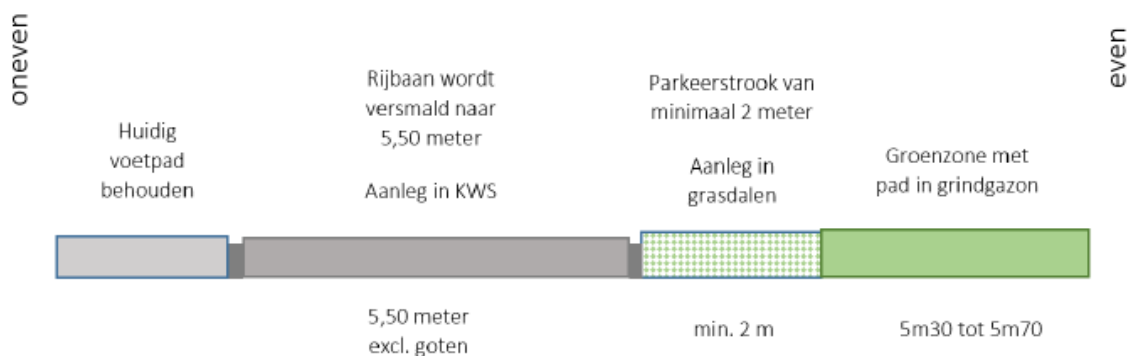 oneven
even
Huidig
voetpad
behouden
Rijbaan wordt
versmald naar
5,50 meter
Aanleg in KWS
Parkeerstrook van
minimaal 2 meter
Aanleg in
grasdalen
Groenzone met
pad in grindgazon
5,50 meter
excl. goten
min. 2 m
5m30 tot 5m70